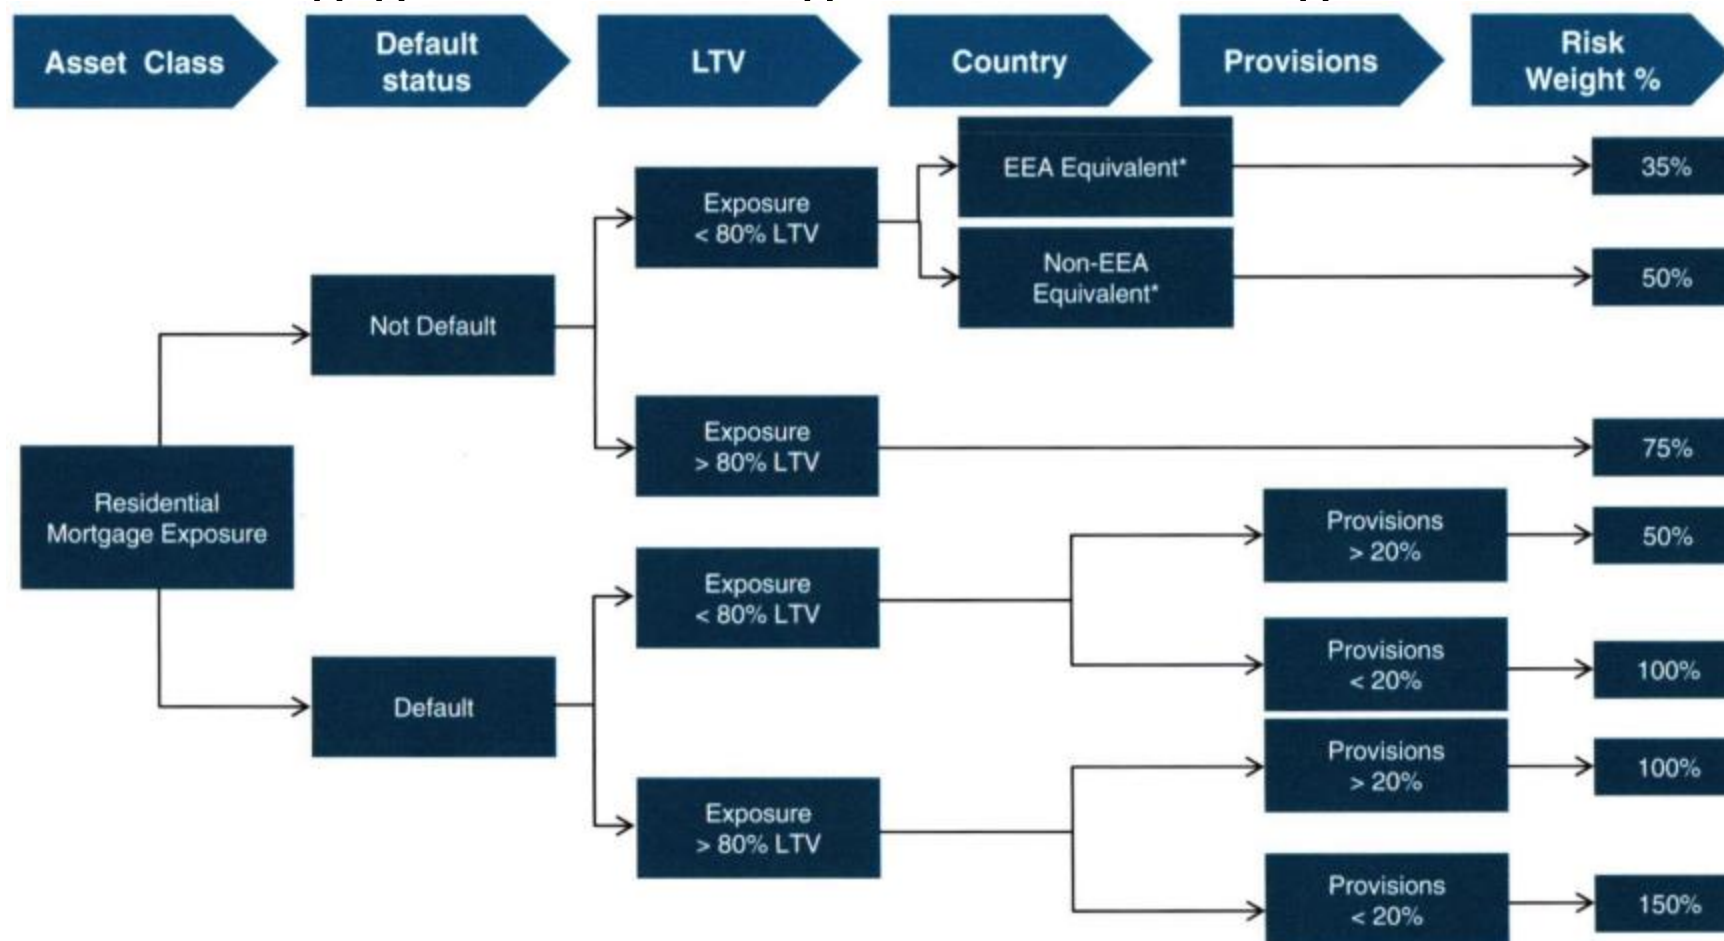 Asset Class
Default
status
LTV
Country
Provisions
Risk
Weight %
EEA Equivalent*
35%
Exposure
< 80% LTV
Non-EEA
Equivalent*
50%
Not Default
Exposure
> 80% LTV
75%
Residential
Mortgage Exposure
Provisions
> 20%
50%
Exposure
< 80% LTV
Provisions
< 20%
100%
Default
Provisions
> 20%
100%
Exposure
> 80% LTV
Provisions
< 20%
150%